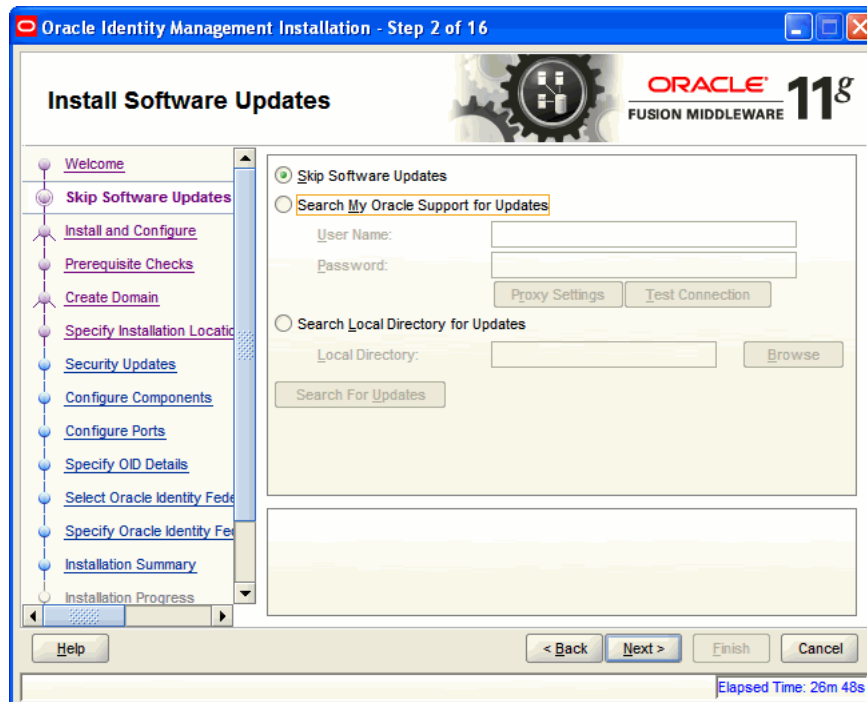 Oracle Identity Management Installation - Step 2 of 16
Install Software Updates
ORACLE
FUSION MIDDLEWARE
11g
Welcome
Skip Software Updates
Install and Configure
Prerequisite Checks
Create Domain
Specify Installation Locatio
Security Updates
Configure Components
Configure Ports
Specify OID Details
Select Oracle Identity Fede
Specify Oracle Identity Fed
Installation Summary
Installation Progress
Skip Software Updates
Search My Oracle Support for Updates
User Name:
Password:
Proxy Settings
Test Connection
Search Local Directory for Updates
Local Directory:
Browse
Search For Updates
Help
< Back
Next >
Finish
Cancel
Elapsed Time: 26m 48s